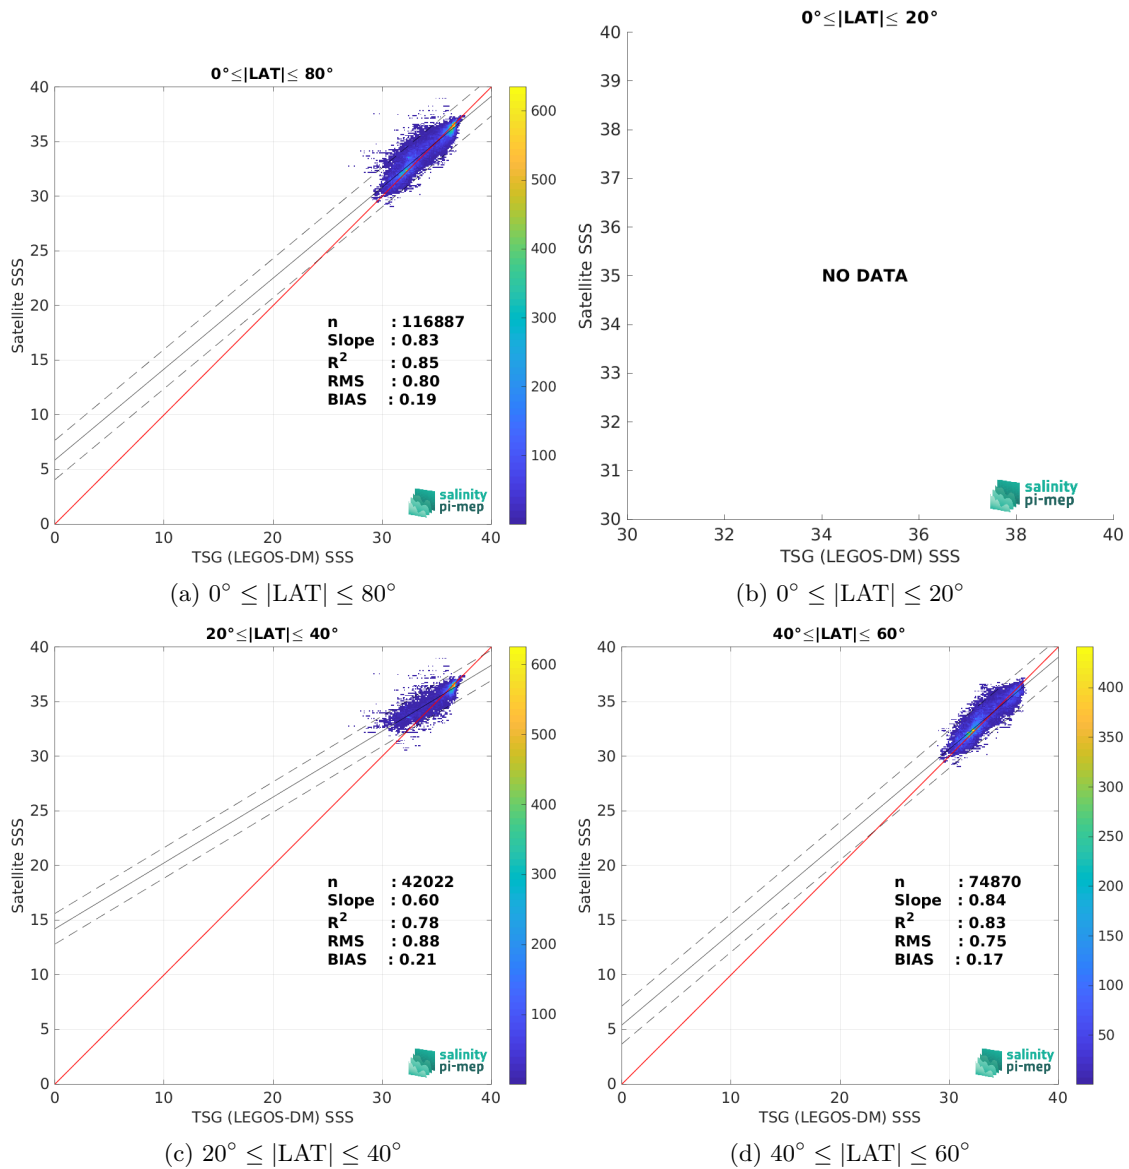 0°≤|LAT|≤ 80°
40
35
30
25
20
15
10
5
0
0
10
20
30
40
Satellite SSS
TSG (LEGOS-DM) SSS
n : 116887
Slope : 0.83
R² : 0.85
RMS : 0.80
BIAS : 0.19
salinity
pi-mep
600
500
400
300
200
100
(a) 0° ≤ |LAT| ≤ 80°
0°≤|LAT|≤ 20°
40
39
38
37
36
35
34
33
32
31
30
30
32
34
36
38
40
Satellite SSS
TSG (LEGOS-DM) SSS
NO DATA
salinity
pi-mep
(b) 0° ≤ |LAT| ≤ 20°
20°≤|LAT|≤ 40°
40
35
30
25
20
15
10
5
0
0
10
20
30
40
Satellite SSS
TSG (LEGOS-DM) SSS
n : 42022
Slope : 0.60
R² : 0.78
RMS : 0.88
BIAS : 0.21
salinity
pi-mep
600
500
400
300
200
100
(c) 20° ≤ |LAT| ≤ 40°
40°≤|LAT|≤ 60°
40
35
30
25
20
15
10
5
0
0
10
20
30
40
Satellite SSS
TSG (LEGOS-DM) SSS
n : 74870
Slope : 0.84
R² : 0.83
RMS : 0.75
BIAS : 0.17
salinity
pi-mep
400
350
300
250
200
150
100
50
(d) 40° ≤ |LAT| ≤ 60°